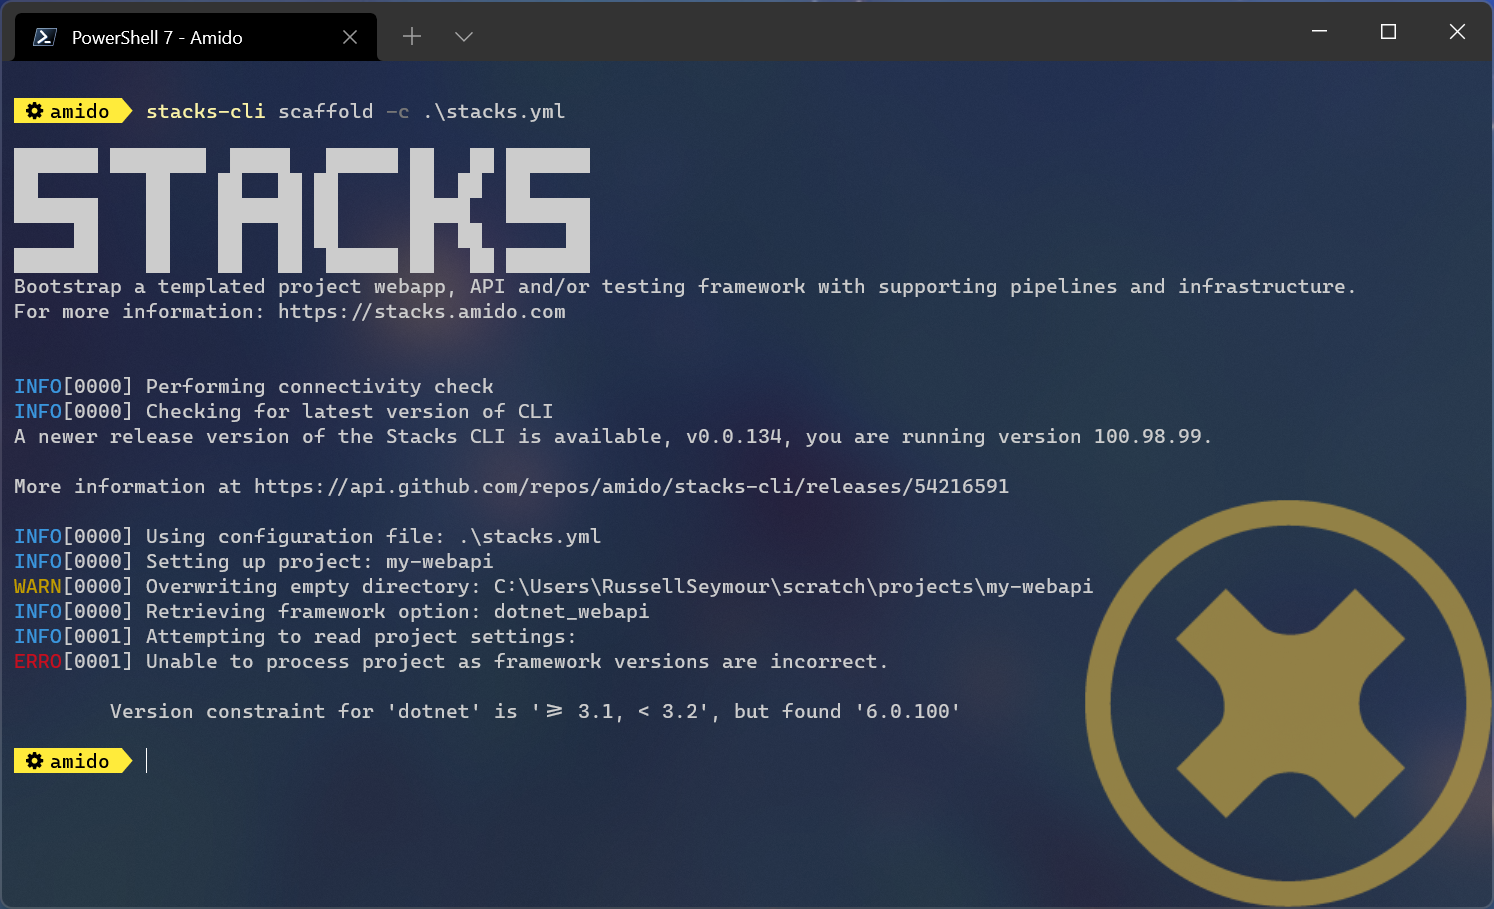 PowerShell 7 - Amido
amido stacks-cli scaffold -c .\stacks.yml
STACKS
Bootstrap a templated project webapp, API and/or testing framework with supporting pipelines and infrastructure.
For more information: https://stacks.amido.com
INFO[0000] Performing connectivity check
INFO[0000] Checking for latest version of CLI
A newer release version of the Stacks CLI is available, v0.0.134, you are running version 100.98.99.
More information at https://api.github.com/repos/amido/stacks-cli/releases/54216591
INFO[0000] Using configuration file: .\stacks.yml
INFO[0000] Setting up project: my-webapi
WARN[0000] Overwriting empty directory: C:\Users\RussellSeymour\scratch\projects\my-webapi
INFO[0000] Retrieving framework option: dotnet_webapi
INFO[0001] Attempting to read project settings:
ERRO[0001] Unable to process project as framework versions are incorrect.
Version constraint for 'dotnet' is '>= 3.1, < 3.2', but found '6.0.100'
amido